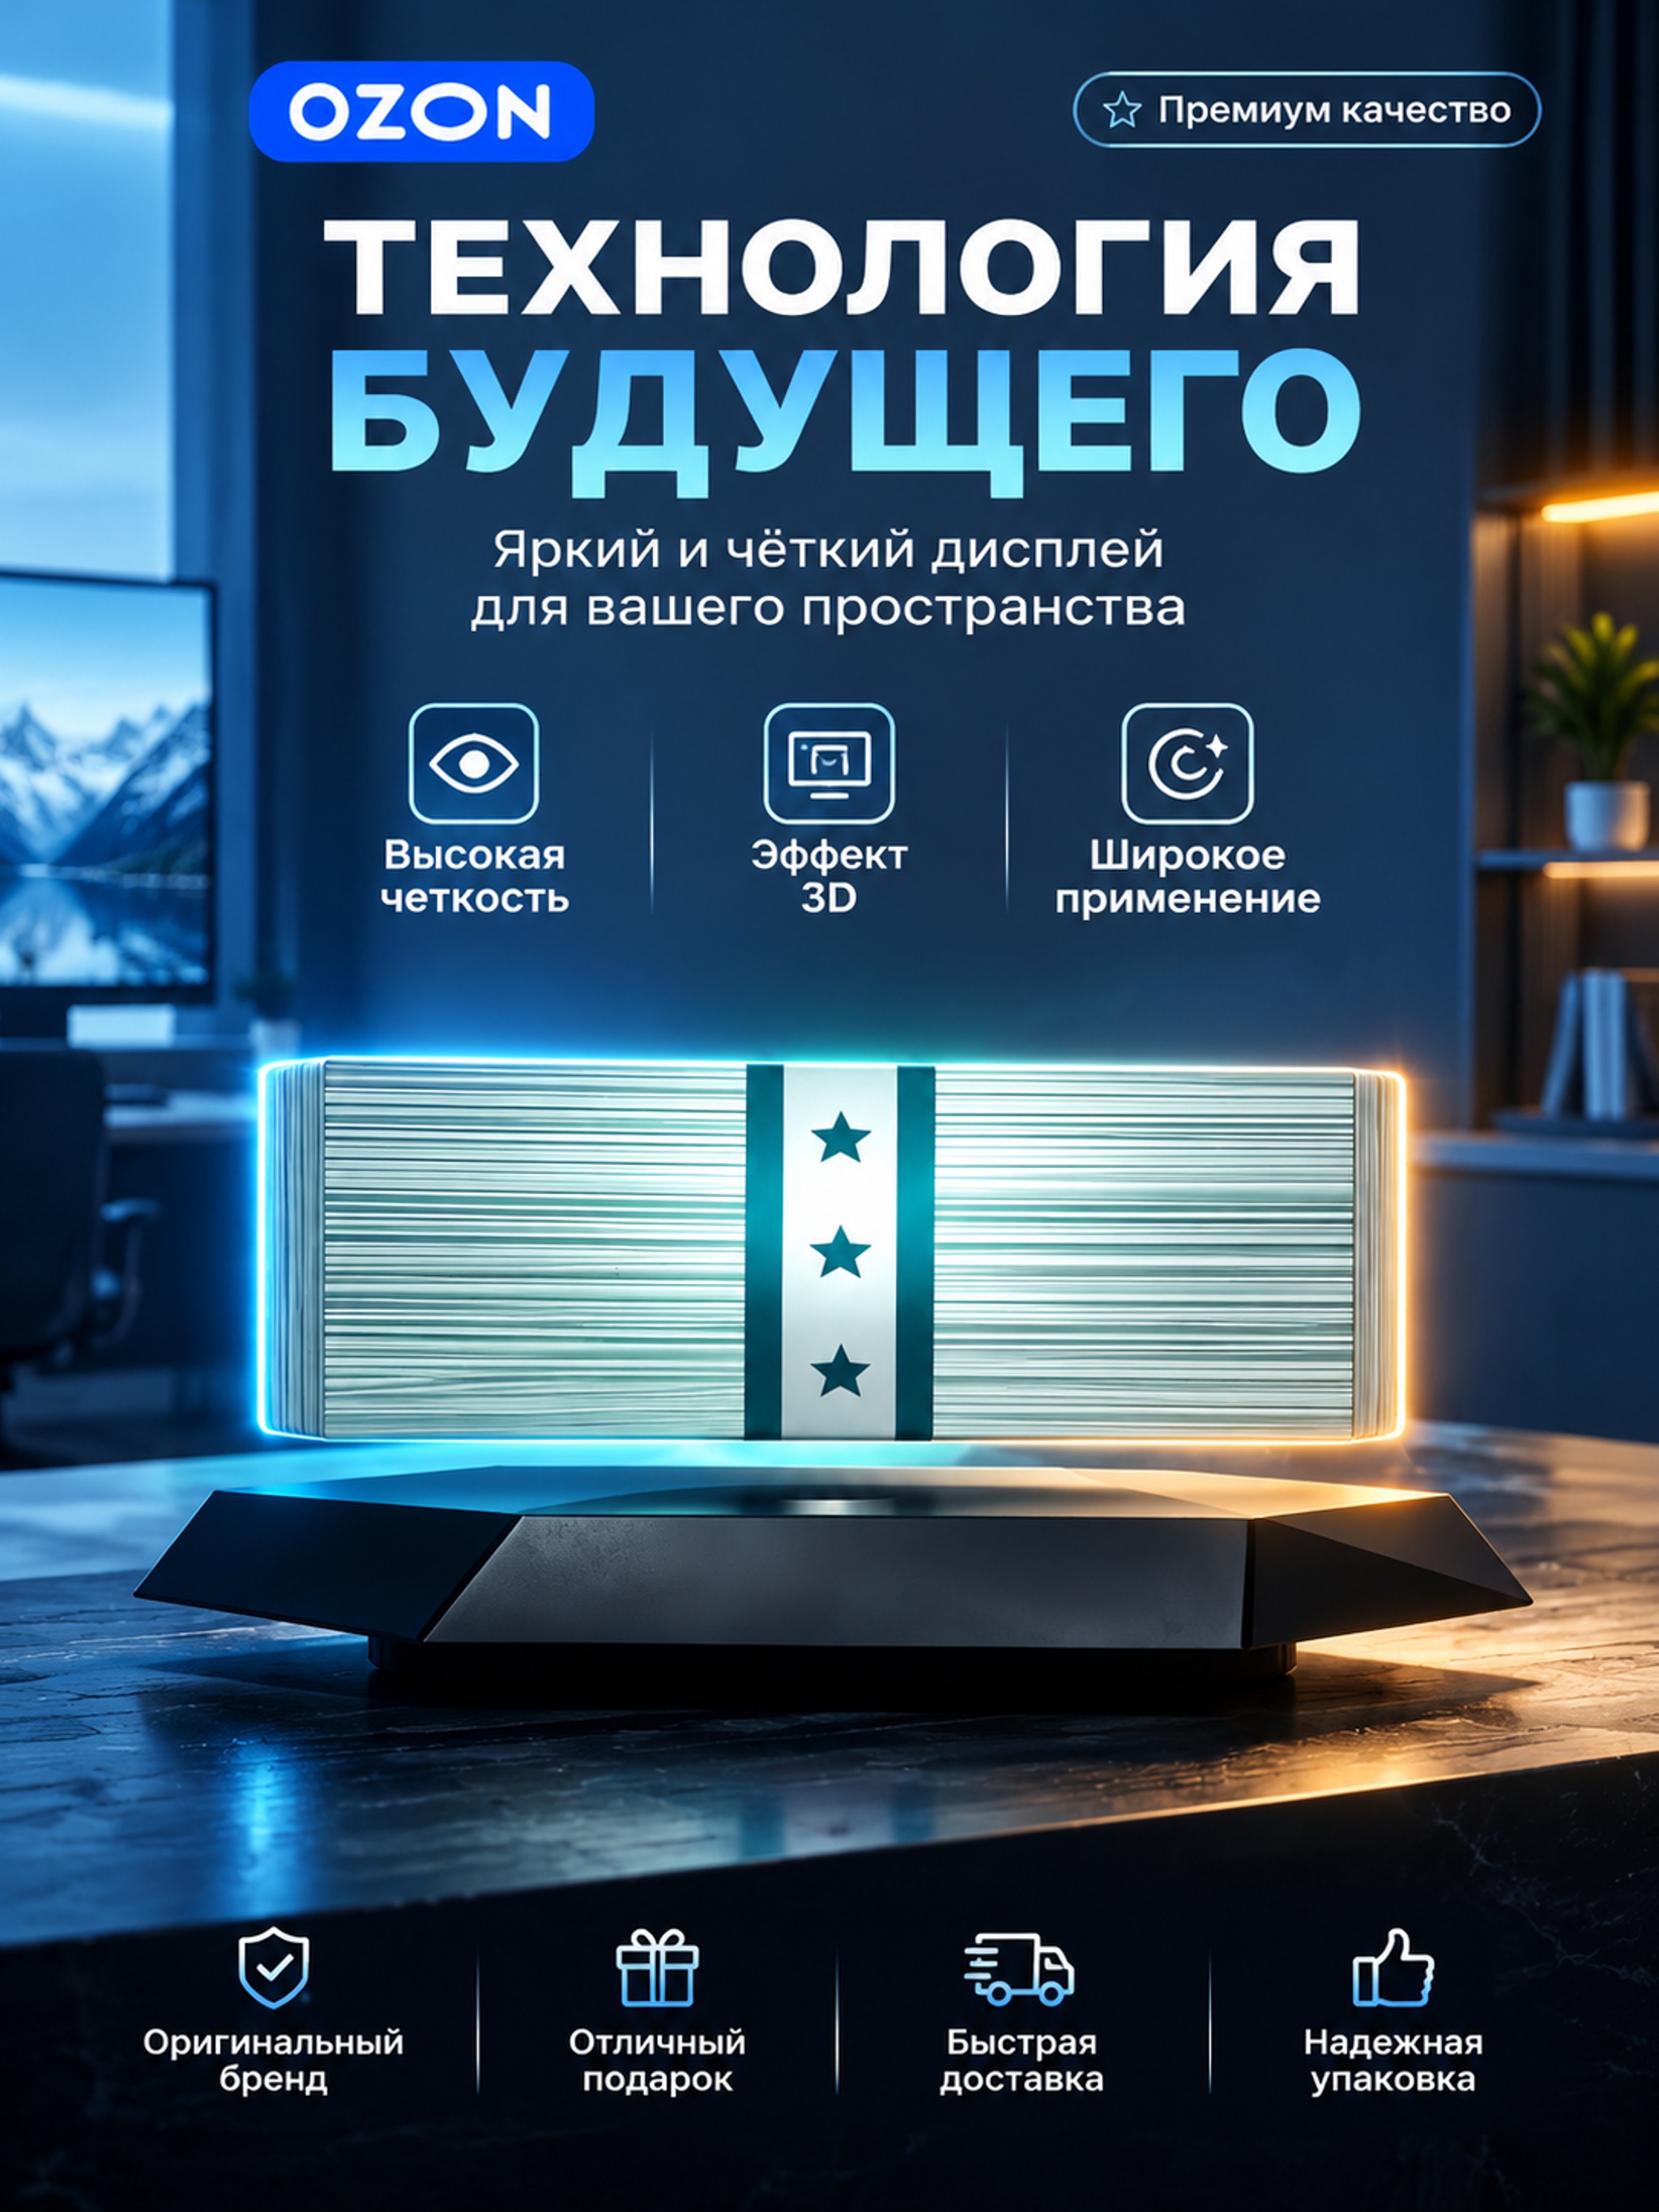 OZON
Премиум качество
ТЕХНОЛОГИЯ
БУДУЩЕГО
Яркий и чёткий дисплей
для вашего пространства
Высокая
четкость
Эффект
3D
Широкое
применение
Оригинальный
бренд
Отличный
подарок
Быстрая
доставка
Надежная
упаковка